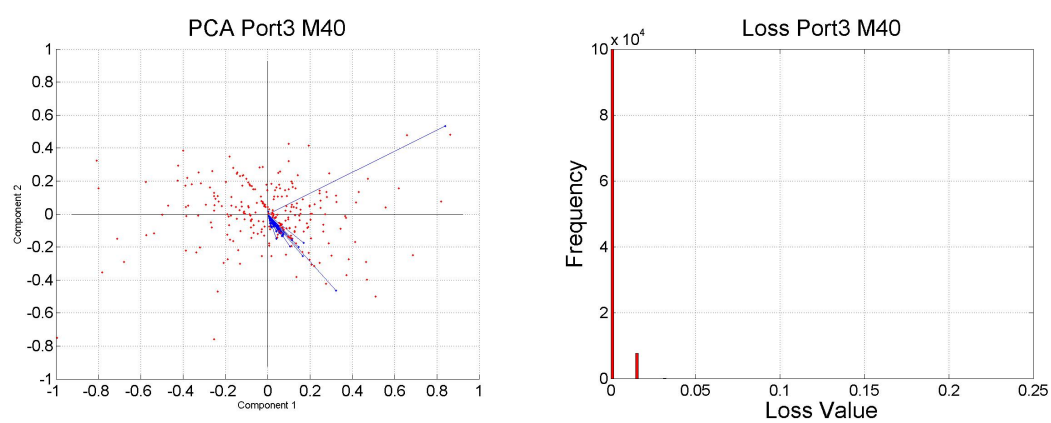 PCA Port3 M40
1
0.8
0.6
0.4
0.2
0
-0.2
-0.4
-0.6
-0.8
-1
Component 2
-1 -0.8 -0.6 -0.4 -0.2 0 0.2 0.4 0.6 0.8 1
Component 1
Loss Port3 M40
x 10⁴
10
8
6
4
2
0
Frequency
0 0.05 0.1 0.15 0.2 0.25
Loss Value